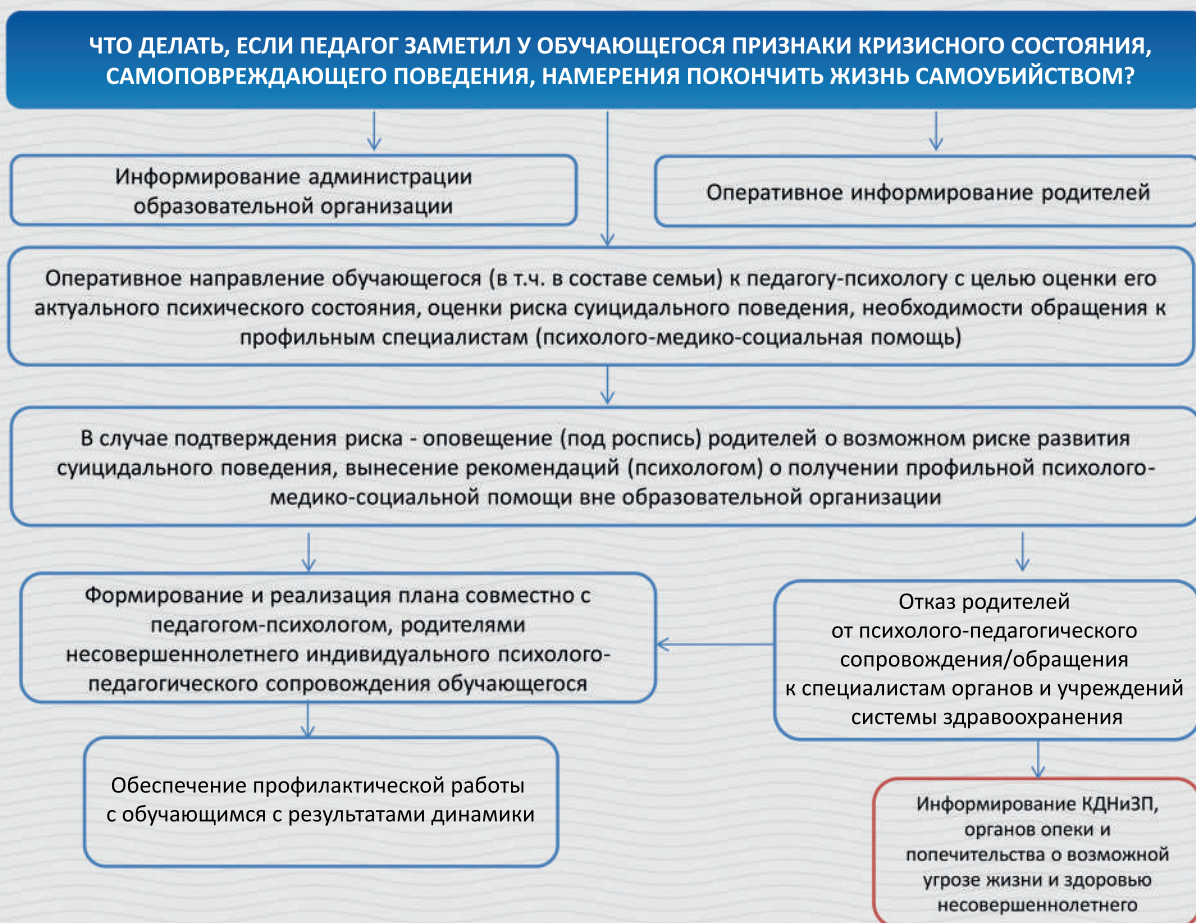 ЧТО ДЕЛАТЬ, ЕСЛИ ПЕДАГОГ ЗАМЕТИЛ У ОБУЧАЮЩЕГОСЯ ПРИЗНАКИ КРИЗИСНОГО СОСТОЯНИЯ,
САМОПОВРЕЖДАЮЩЕГО ПОВЕДЕНИЯ, НАМЕРЕНИЯ ПОКОНЧИТЬ ЖИЗНЬ САМОУБИЙСТВОМ?
Информирование администрации
образовательной организации
Оперативное информирование родителей
Оперативное направление обучающегося (в т.ч. в составе семьи) к педагогу-психологу с целью оценки его
актуального психического состояния, оценки риска суицидального поведения, необходимости обращения к
профильным специалистам (психолого-медико-социальная помощь)
В случае подтверждения риска - оповещение (под роспись) родителей о возможном риске развития
суицидального поведения, вынесение рекомендаций (психологом) о получении профильной психолого-
медико-социальной помощи вне образовательной организации
Формирование и реализация плана совместно с
педагогом-психологом, родителями
несовершеннолетнего индивидуального психолого-
педагогического сопровождения обучающегося
Отказ родителей
от психолого-педагогического
сопровождения/обращения
к специалистам органов и учреждений
системы здравоохранения
Обеспечение профилактической работы
с обучающимся с результатами динамики
Информирование КДНиЗП,
органов опеки и
попечительства о возможной
угрозе жизни и здоровью
несовершеннолетнего